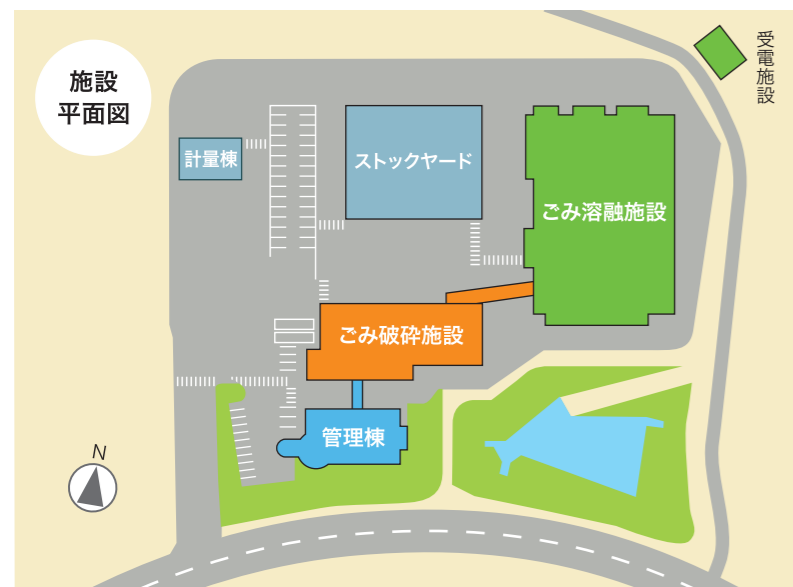 施設
平面図
受電施設
計量棟
ストックヤード
ごみ溶融施設
ごみ破砕施設
管理棟
N